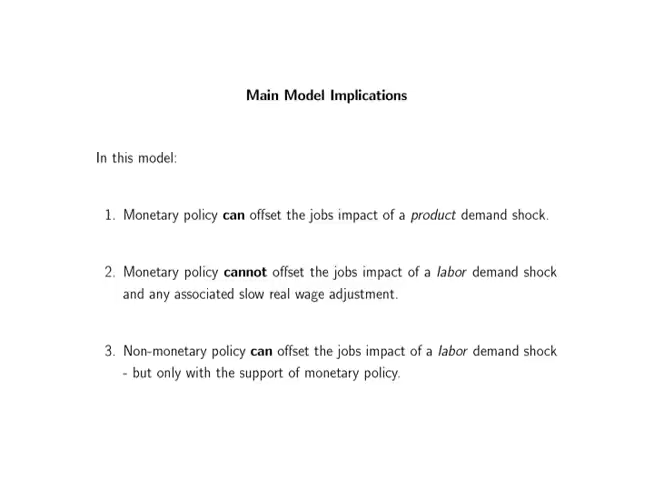 Main Model Implications
In this model:
1. Monetary policy can offset the jobs impact of a product demand shock.
2. Monetary policy cannot offset the jobs impact of a labor demand shock
and any associated slow real wage adjustment.
3. Non-monetary policy can offset the jobs impact of a labor demand shock
- but only with the support of monetary policy.